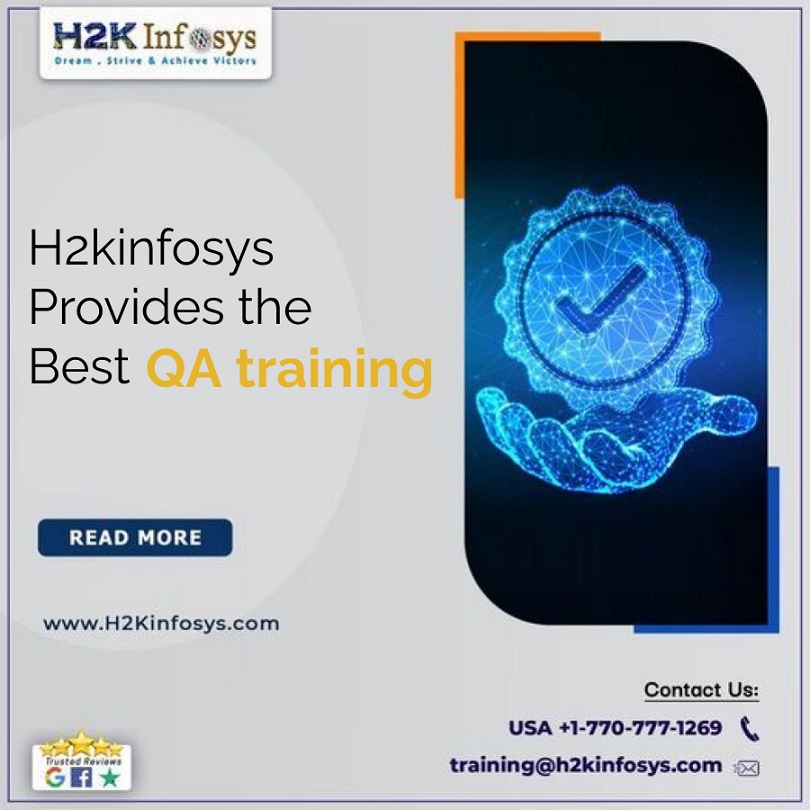 H2K Infosys
Dream , Strive & Achieve Victory
H2kinfosys
Provides the
Best QA training
READ MORE
www.H2Kinfosys.com
Contact Us:
USA +1-770-777-1269
training@h2kinfosys.com
Trusted Reviews